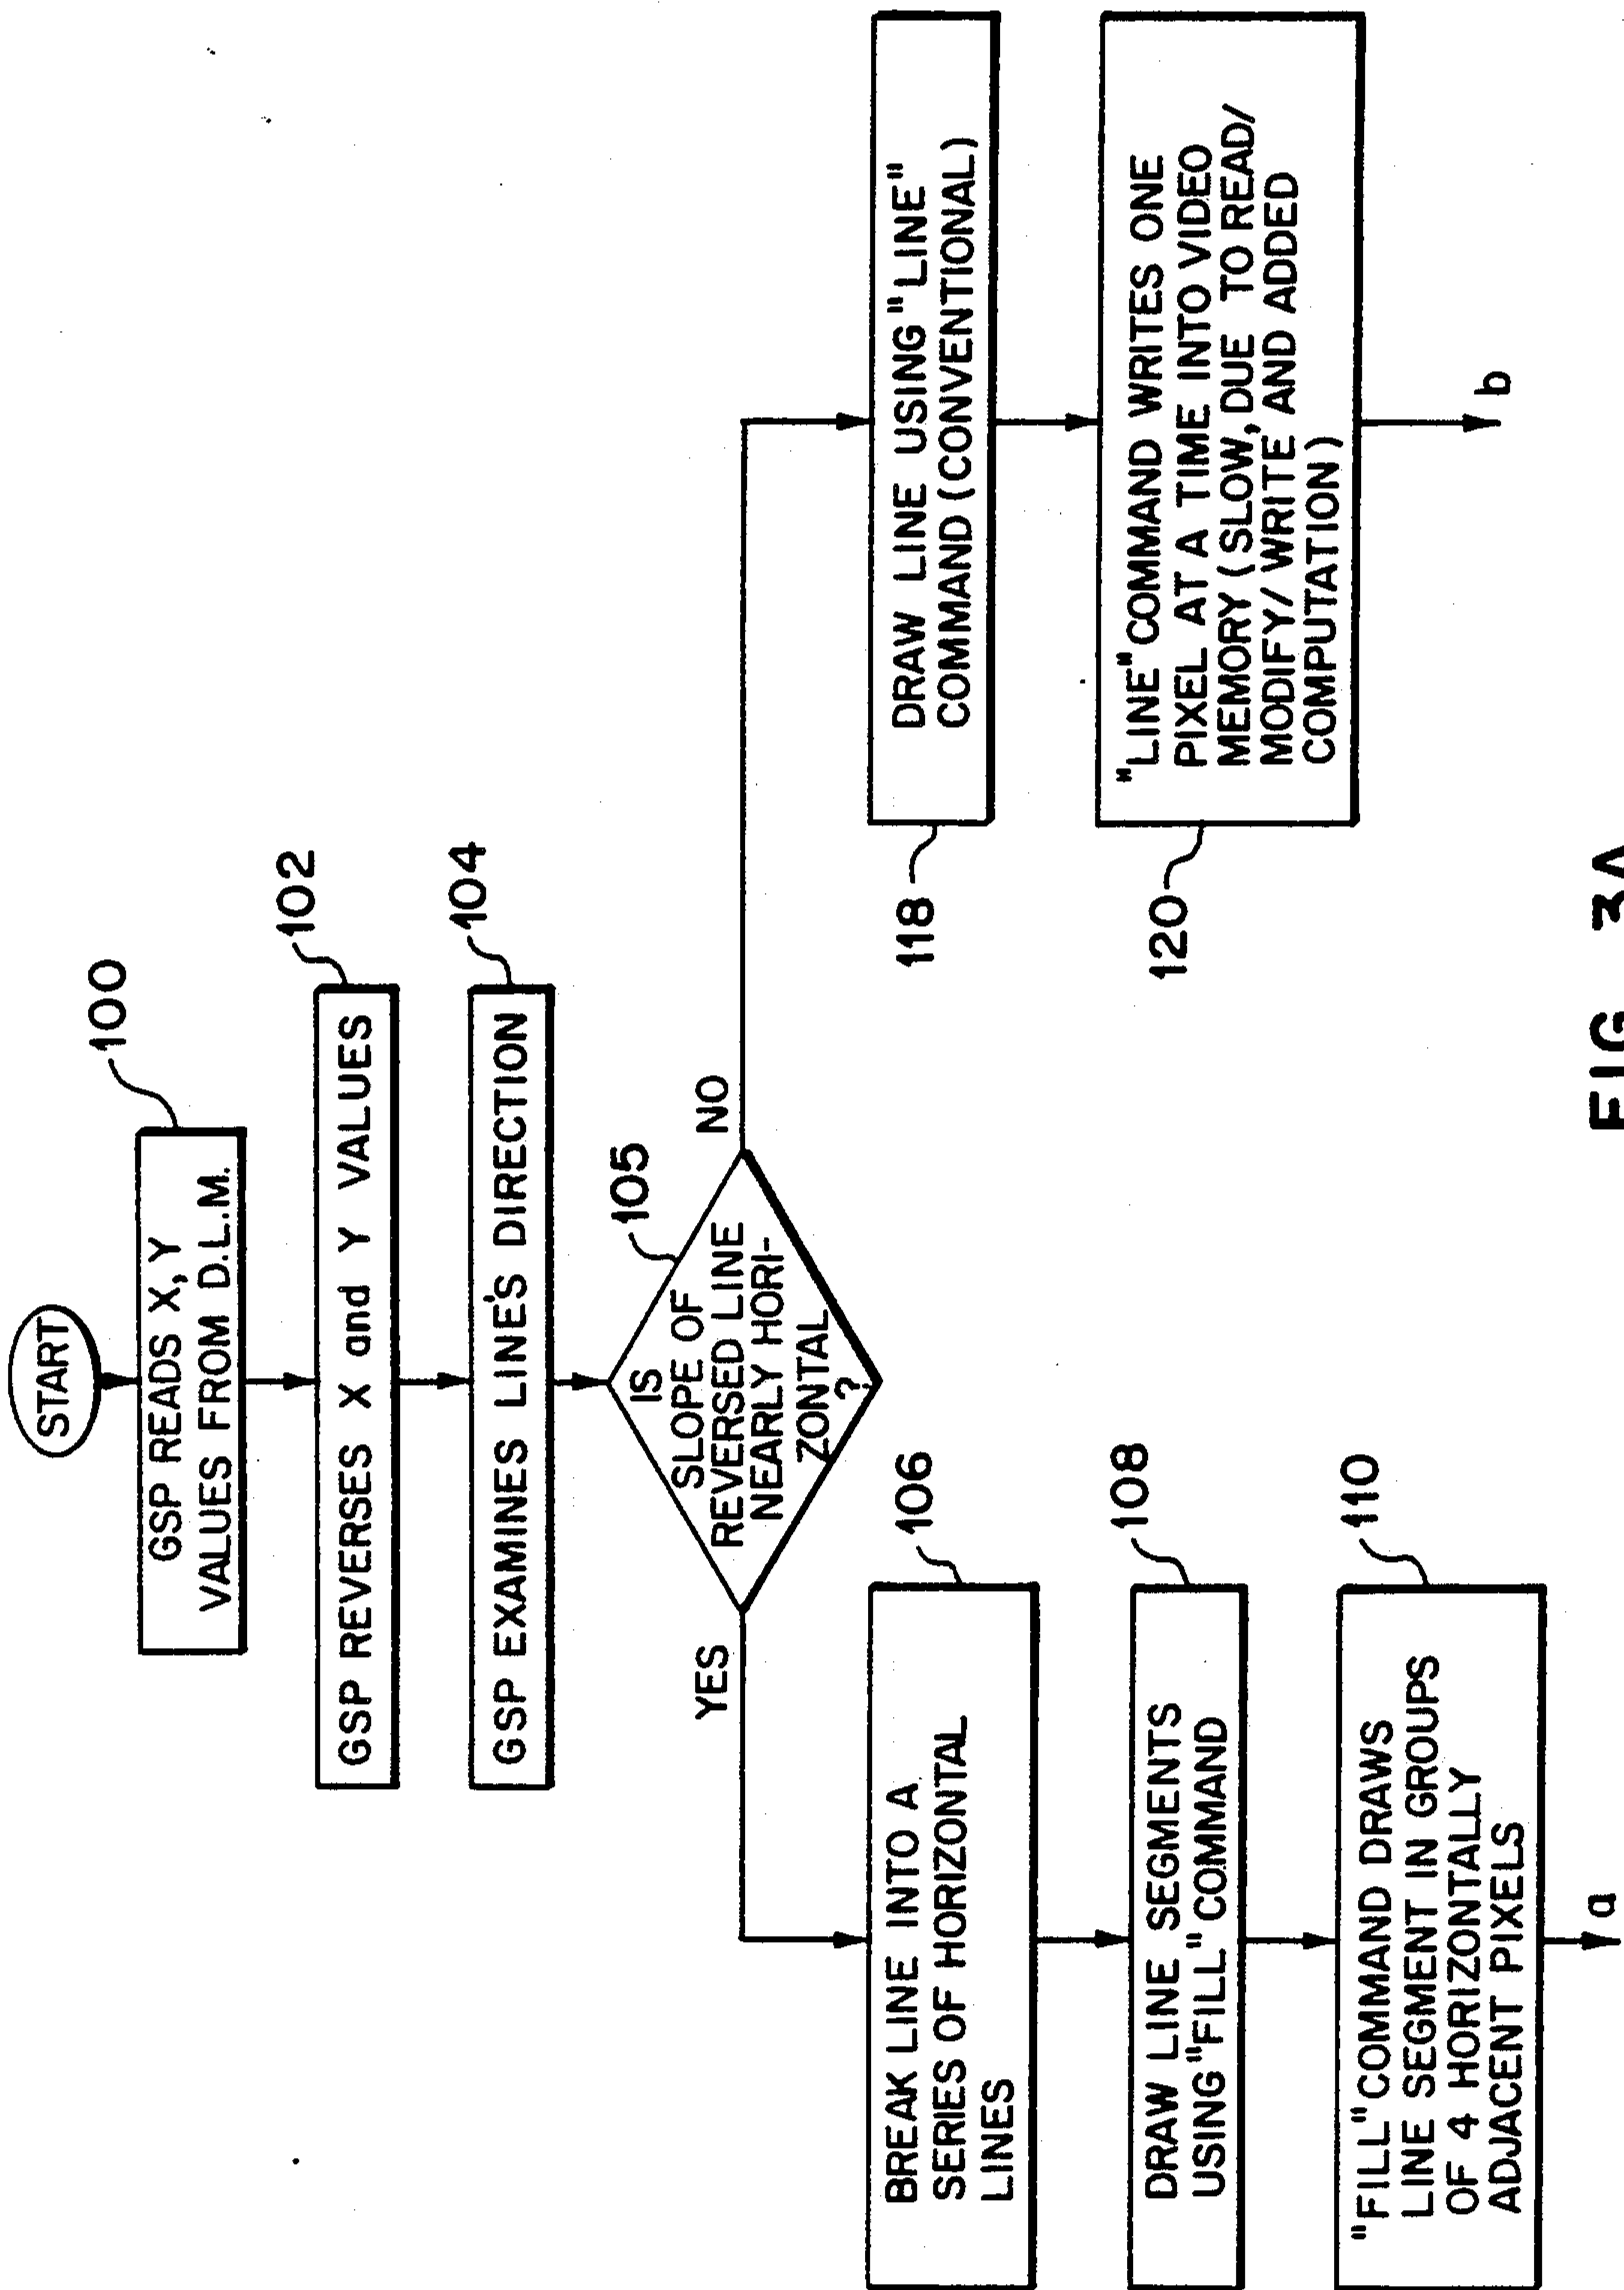 START
100
GSP READS X,Y
VALUES FROM D.L.M.
102
GSP REVERSES X and Y VALUES
104
GSP EXAMINES LINE'S DIRECTION
105
IS
SLOPE OF
REVERSED LINE
NEARLY HORI-
ZONTAL
?
YES
NO
106
BREAK LINE INTO A
SERIES OF HORIZONTAL
LINES
108
DRAW LINE SEGMENTS
USING "FILL" COMMAND
110
"FILL" COMMAND DRAWS
LINE SEGMENT IN GROUPS
OF 4 HORIZONTALLY
ADJACENT PIXELS
a
118
DRAW LINE USING "LINE"
COMMAND (CONVENTIONAL)
120
"LINE" COMMAND WRITES ONE
PIXEL AT A TIME INTO VIDEO
MEMORY (SLOW, DUE TO READ/
MODIFY/ WRITE AND ADDED
COMPUTATION)
b
FIG 3A